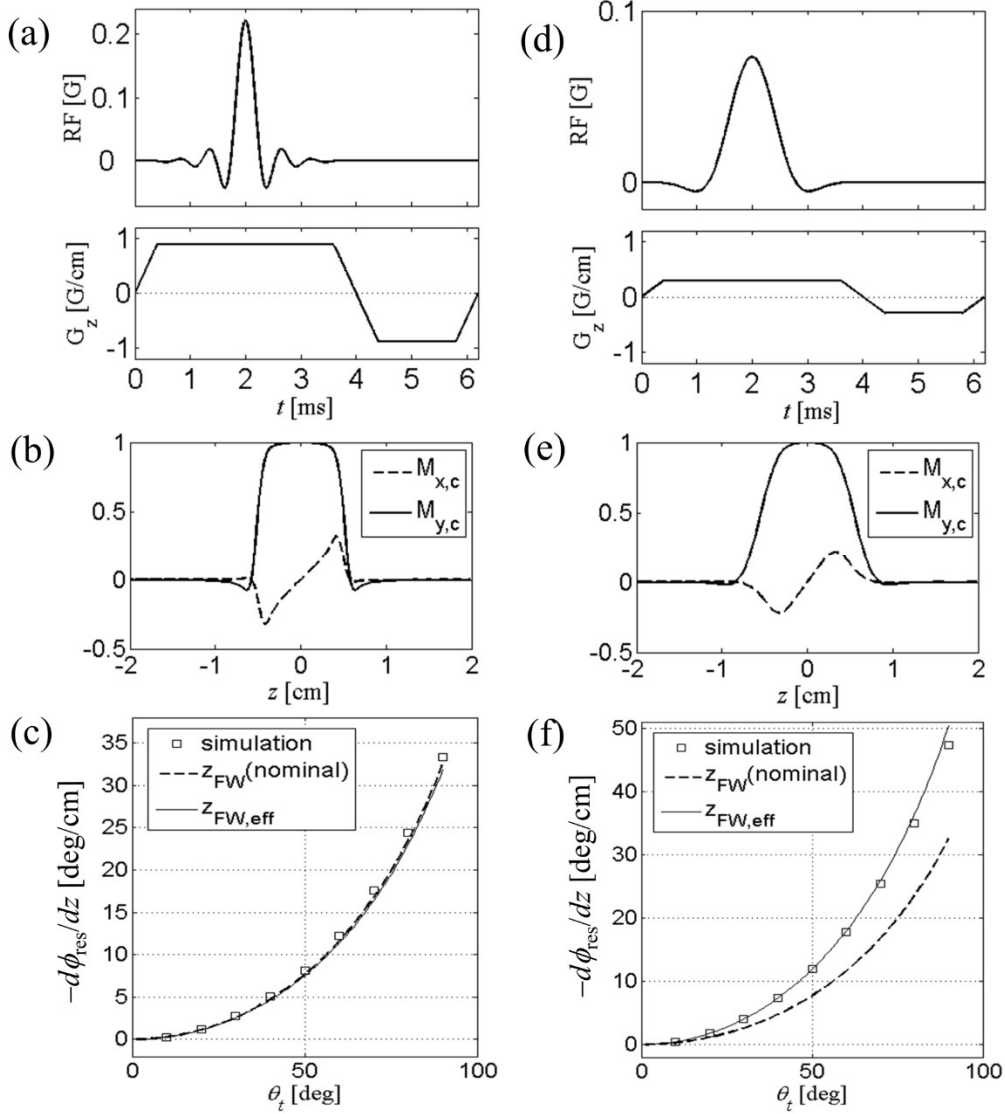 (a)
0.2
0.1
0
RF [G]
1
0
-1
G_z [G/cm]
0 1 2 3 4 5 6
t [ms]
(d)
0.1
0
RF [G]
1
0
-1
G_z [G/cm]
0 1 2 3 4 5 6
t [ms]
(b)
1
0.5
0
-0.5
M_x,c
M_y,c
-2 -1 0 1 2
z [cm]
(e)
1
0.5
0
-0.5
M_x,c
M_y,c
-2 -1 0 1 2
z [cm]
(c)
35
30
25
20
15
10
5
0
−dϕ_res/dz [deg/cm]
simulation
z_FW(nominal)
z_FW,eff
0 50 100
θ_t [deg]
(f)
50
40
30
20
10
0
−dϕ_res/dz [deg/cm]
simulation
z_FW(nominal)
z_FW,eff
0 50 100
θ_t [deg]